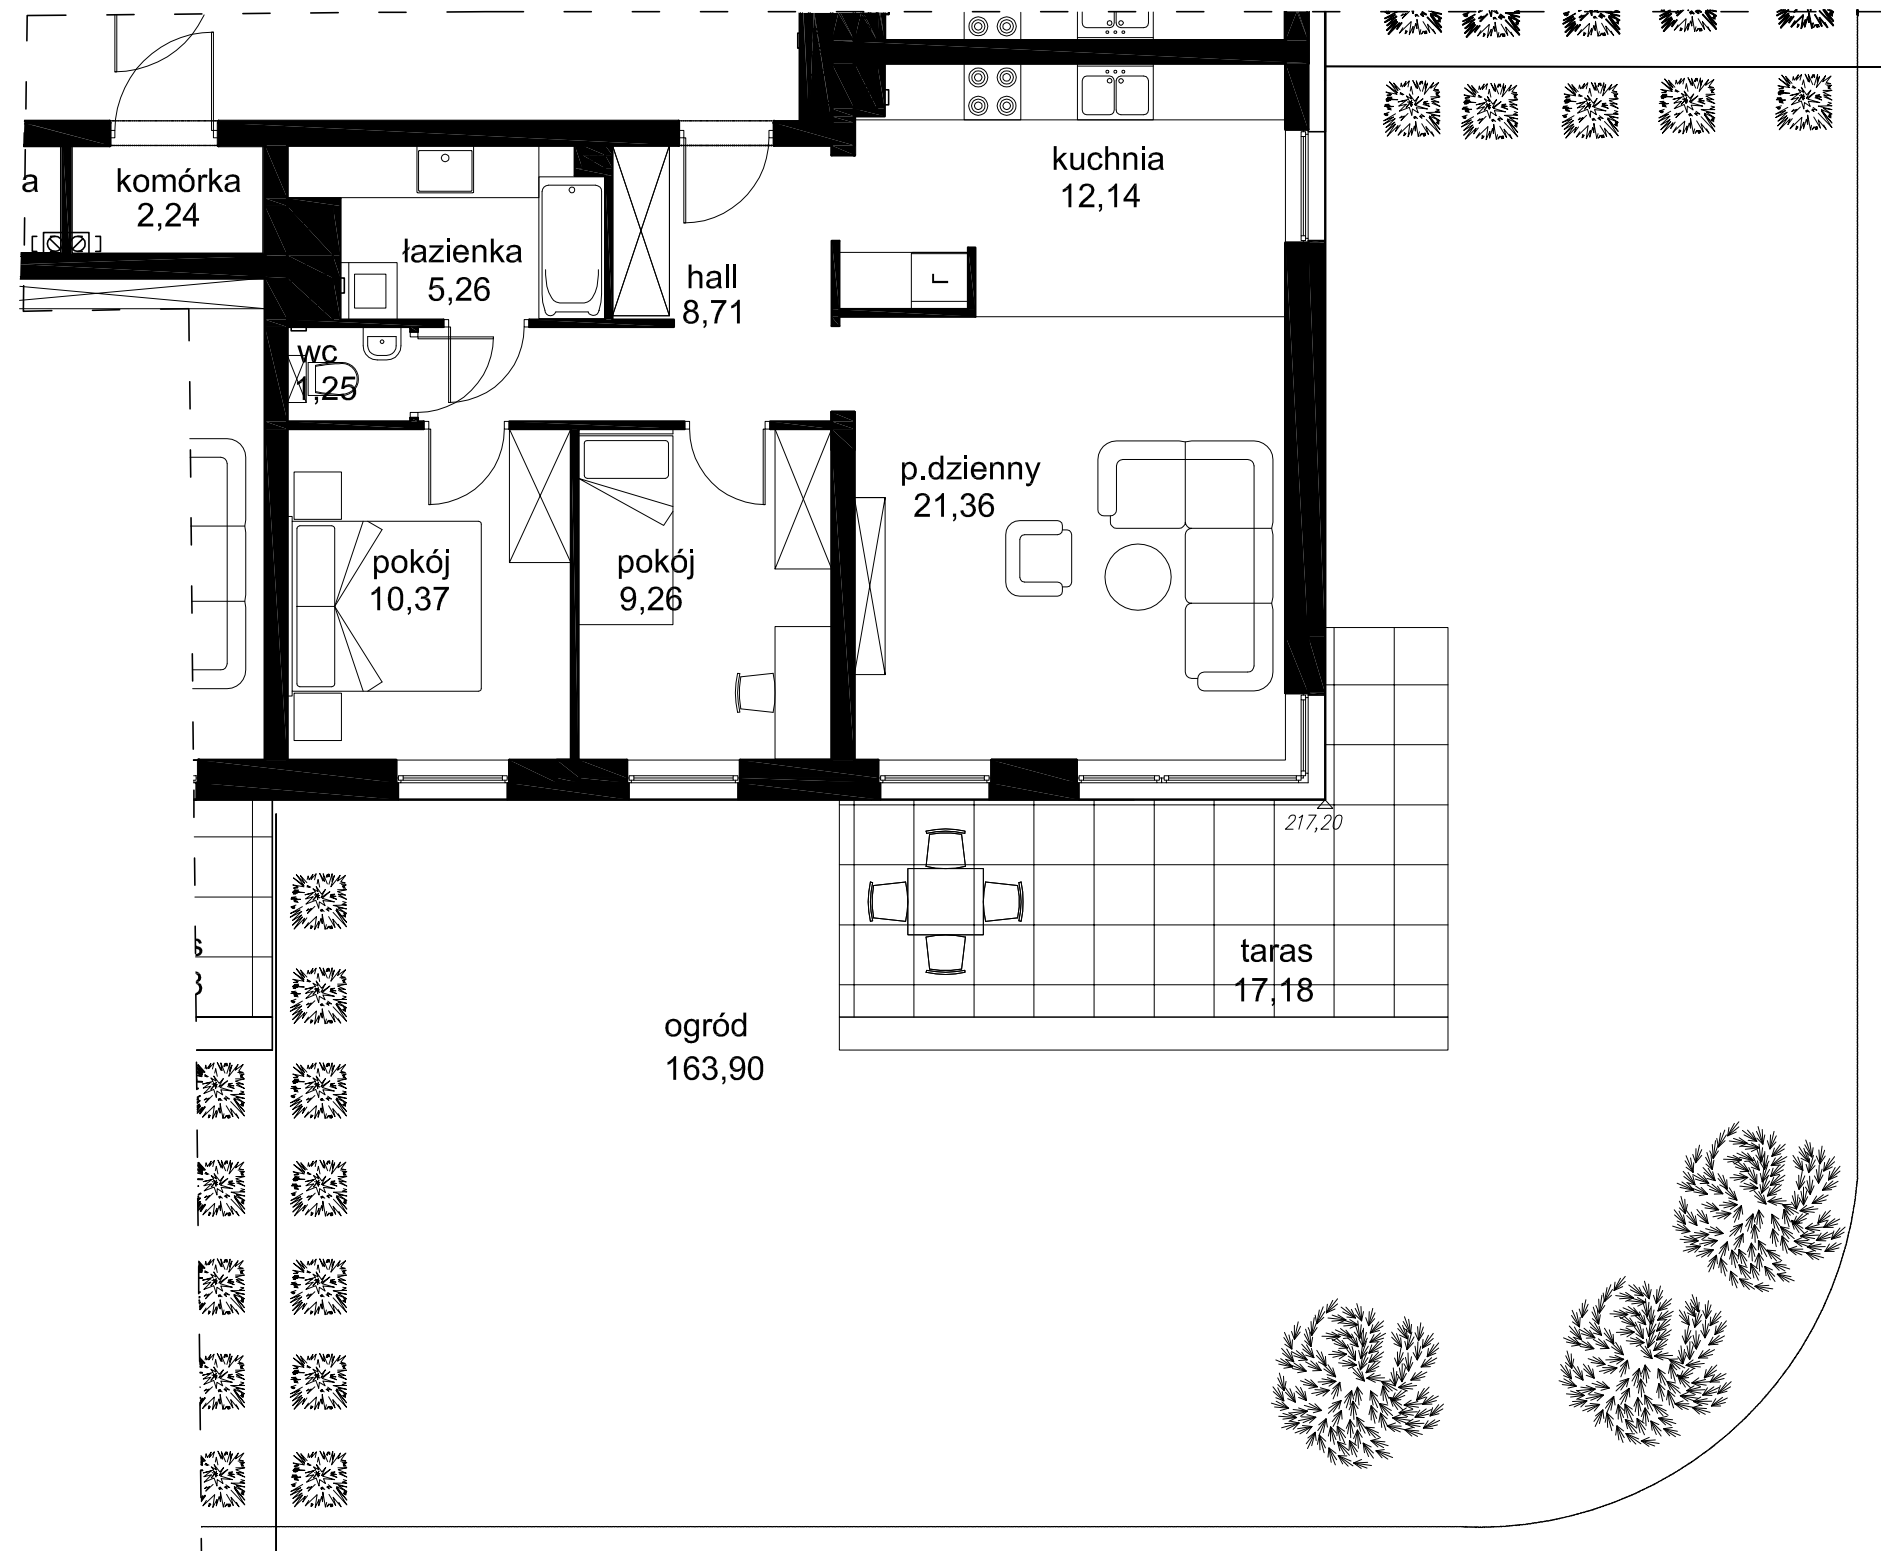 kuchnia
12,14
a
komórka
2,24
łazienka
5,26
hall
8,71
wc
1,25
p.dzienny
21,36
pokój
10,37
pokój
9,26
217,20
s
taras
17,18
ogród
163,90